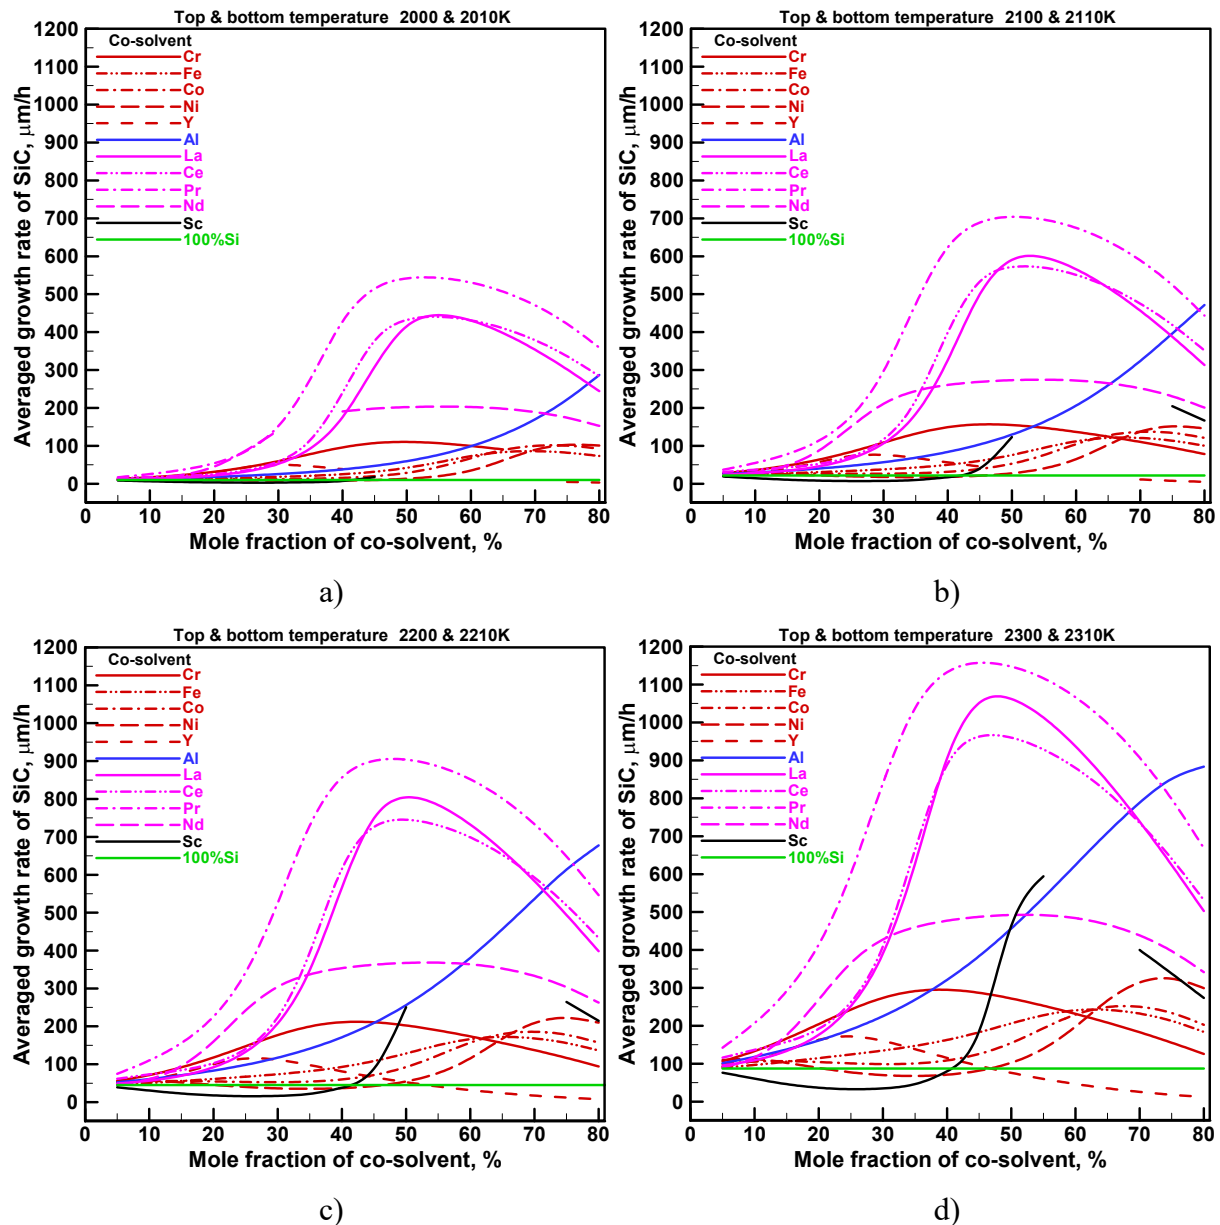 Top & bottom temperature 2000 & 2010K
Averaged growth rate of SiC, μm/h
1200
1100
1000
900
800
700
600
500
400
300
200
100
0
Co-solvent
Cr
Fe
Co
Ni
Y
Al
La
Ce
Pr
Nd
Sc
100%Si
0 10 20 30 40 50 60 70 80
Mole fraction of co-solvent, %
a)
Top & bottom temperature 2100 & 2110K
Averaged growth rate of SiC, μm/h
1200
1100
1000
900
800
700
600
500
400
300
200
100
0
Co-solvent
Cr
Fe
Co
Ni
Y
Al
La
Ce
Pr
Nd
Sc
100%Si
0 10 20 30 40 50 60 70 80
Mole fraction of co-solvent, %
b)
Top & bottom temperature 2200 & 2210K
Averaged growth rate of SiC, μm/h
1200
1100
1000
900
800
700
600
500
400
300
200
100
0
Co-solvent
Cr
Fe
Co
Ni
Y
Al
La
Ce
Pr
Nd
Sc
100%Si
0 10 20 30 40 50 60 70 80
Mole fraction of co-solvent, %
c)
Top & bottom temperature 2300 & 2310K
Averaged growth rate of SiC, μm/h
1200
1100
1000
900
800
700
600
500
400
300
200
100
0
Co-solvent
Cr
Fe
Co
Ni
Y
Al
La
Ce
Pr
Nd
Sc
100%Si
0 10 20 30 40 50 60 70 80
Mole fraction of co-solvent, %
d)